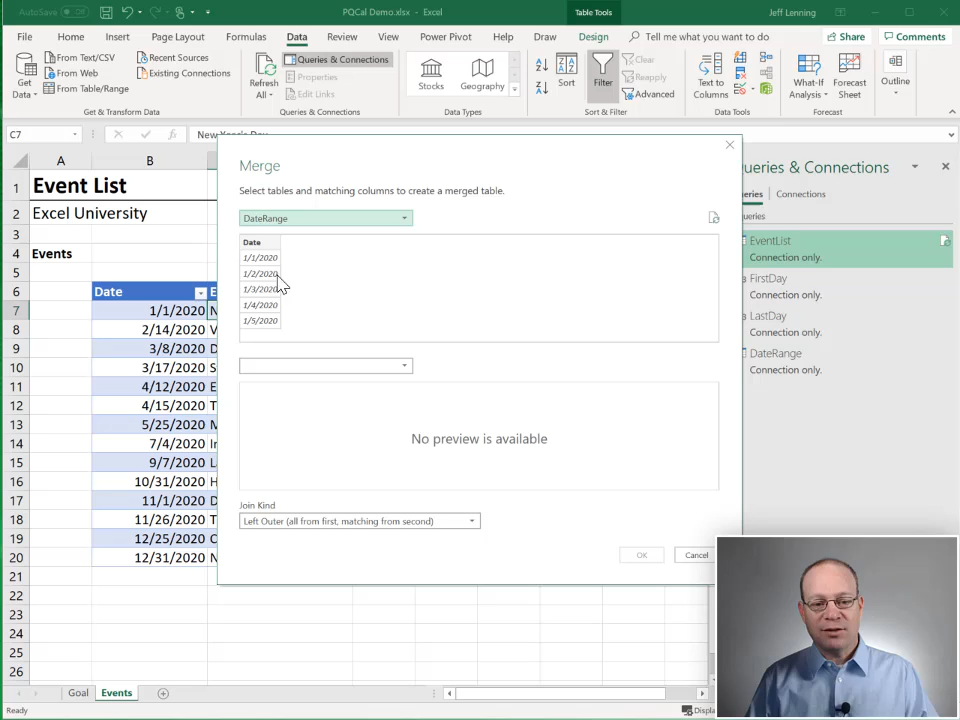 AutoSave Off
PQCal Demo.xlsx - Excel
Table Tools
Jeff Lenning
File Home Insert Page Layout Formulas Data Review View Power Pivot Help Draw Design Tell me what you want to do Share Comments
Get Data
From Text/CSV
From Web
From Table/Range
Recent Sources
Existing Connections
Refresh All
Queries & Connections
Properties
Edit Links
Stocks Geography
Sort
Filter
Clear
Reapply
Advanced
Text to Columns
What-If Analysis
Forecast Sheet
Outline
Get & Transform Data Queries & Connections Data Types Sort & Filter Data Tools Forecast
C7 fx New Year's Day
A B
1 Event List
2 Excel University
3
4 Events
5
6 Date E
7 1/1/2020 N
8 2/14/2020 V
9 3/8/2020 D
10 3/17/2020 S
11 4/12/2020 E
12 4/15/2020 T
13 5/25/2020 M
14 7/4/2020 In
15 9/7/2020 La
16 10/31/2020 H
17 11/1/2020 D
18 11/26/2020 T
19 12/25/2020 C
20 12/31/2020 N
21
22
23
24
25
26
Merge
Select tables and matching columns to create a merged table.
DateRange
Date
1/1/2020
1/2/2020
1/3/2020
1/4/2020
1/5/2020
No preview is available
Join Kind
Left Outer (all from first, matching from second)
OK Cancel
ueries & Connections
eries Connections
ueries
EventList
Connection only.
FirstDay
Connection only.
LastDay
Connection only.
DateRange
Connection only.
Goal Events
Ready
Displa